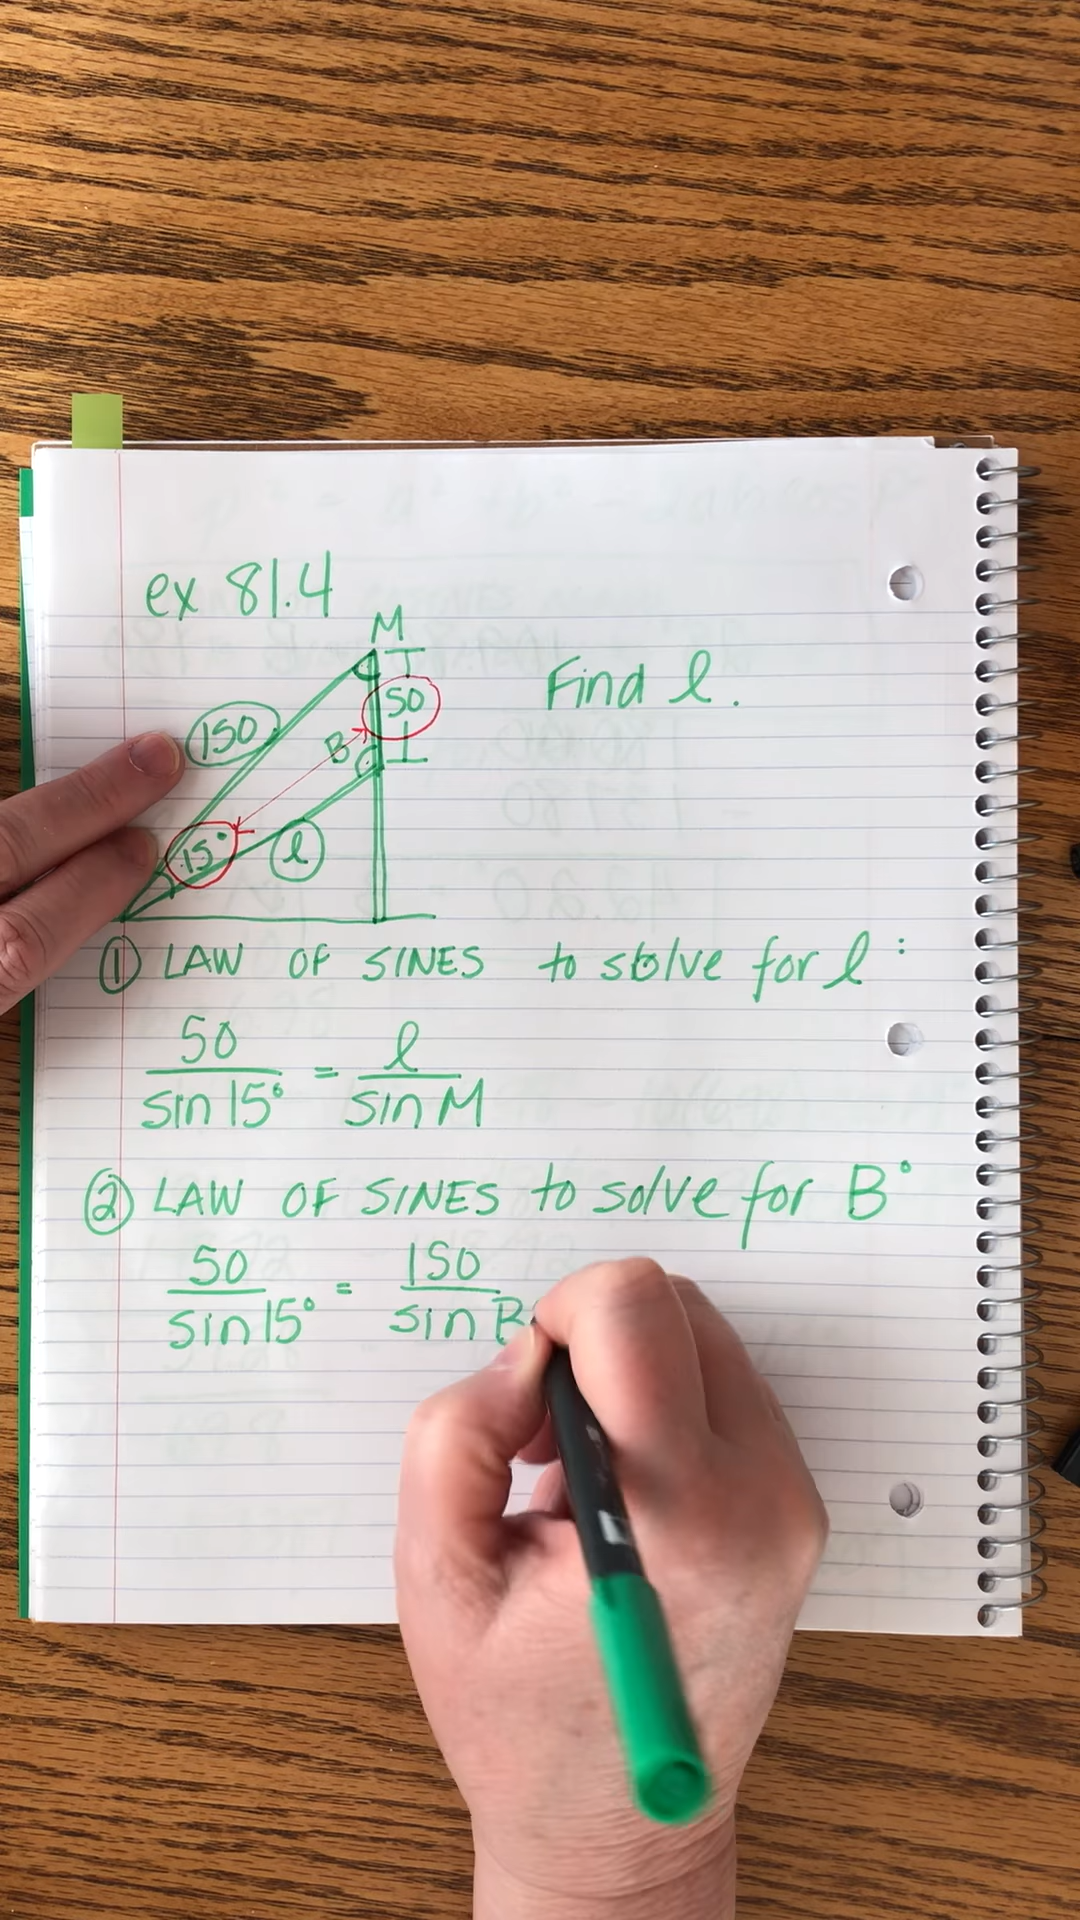 ex 81.4
M
50
Find l.
150
B
15°
l
① LAW OF SINES to solve for l:
50 / sin 15° = l / sin M
② LAW OF SINES to solve for B°
50 / sin 15° = 150 / sin B